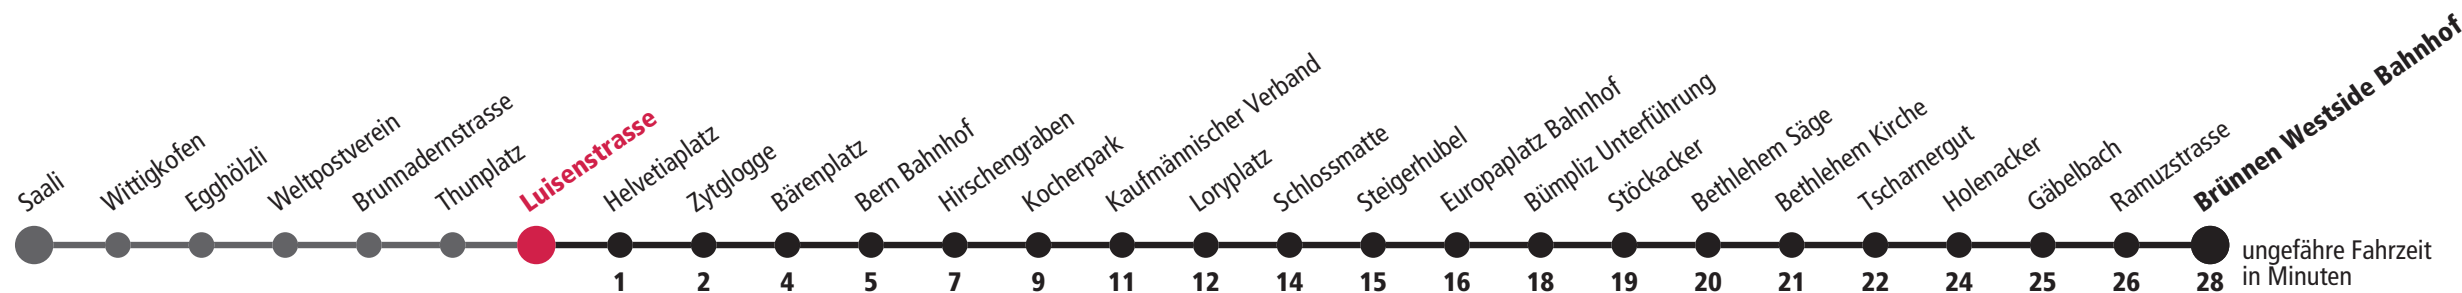 Saali
Wittigkofen
Egghölzli
Weltpostverein
Brunnadernstrasse
Thunplatz
Luisenstrasse
Helvetiaplatz
Zytglogge
Bärenplatz
Bern Bahnhof
Hirschengraben
Kocherpark
Kaufmännischer Verband
Loryplatz
Schlossmatte
Steigerhubel
Europaplatz Bahnhof
Bümpliz Unterführung
Stöckacker
Bethlehem Säge
Bethlehem Kirche
Tscharnergut
Holenacker
Gäbelbach
Ramuzstrasse
Brünnen Westside Bahnhof
1 2 4 5 7 9 11 12 14 15 16 18 19 20 21 22 24 25 26 28
ungefähre Fahrzeit
in Minuten